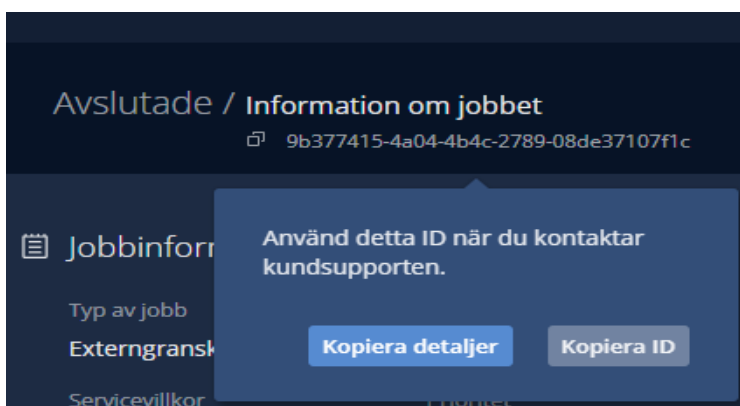 Avslutade / Information om jobbet
9b377415-4a04-4b4c-2789-08de37107f1c
Använd detta ID när du kontaktar
kundsupporten.
Kopiera detaljer Kopiera ID
Typ av jobb
Servicevillkor